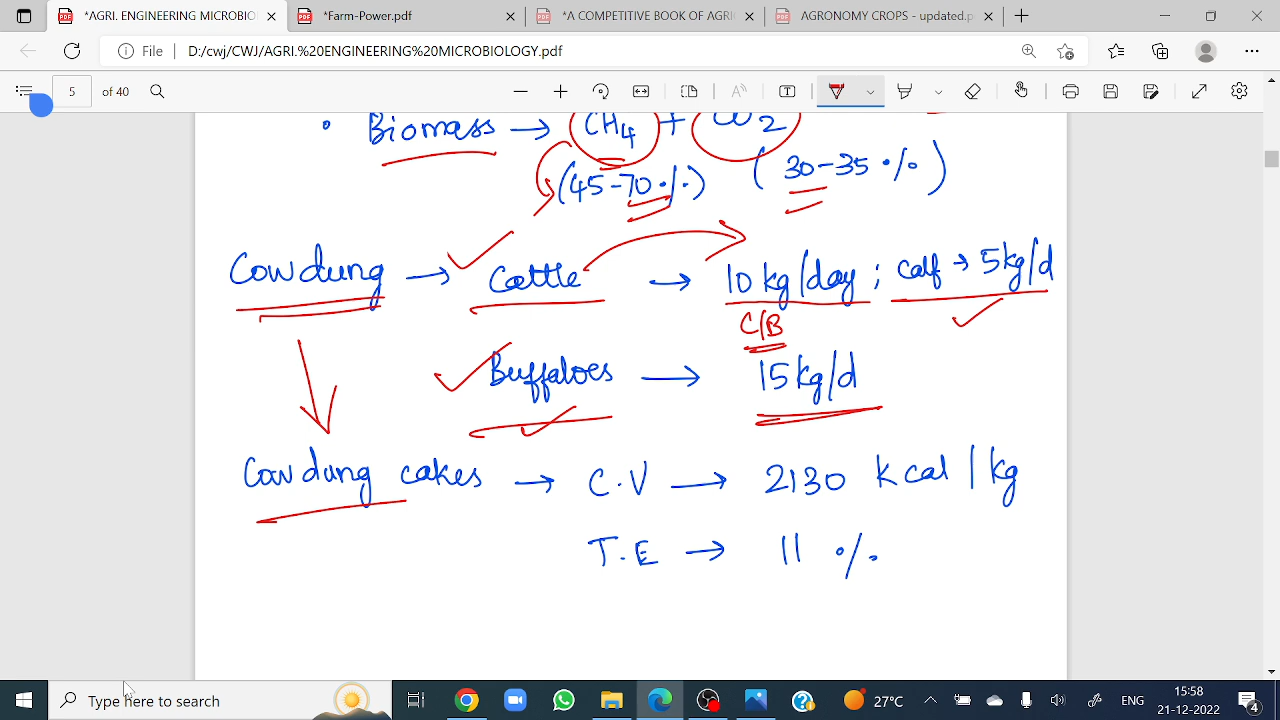 *AGRI. ENGINEERING MICROBIO
*Farm-Power.pdf
*A COMPETITIVE BOOK OF AGRI
AGRONOMY CROPS - updated.p
File
D:/cwj/CWJ/AGRI.%20ENGINEERING%20MICROBIOLOGY.pdf
5 of 40
• Biomass → CH4 + CO2
(45-70 %) (30-35 %)
Cowdung → Cattle → 10 kg/day ; calf → 5kg/d
C/B
Buffaloes → 15kg/d
Cowdung cakes → C.V → 2130 kcal/kg
T.E → 11 %
Type here to search
27°C
ENG
15:58
21-12-2022
4